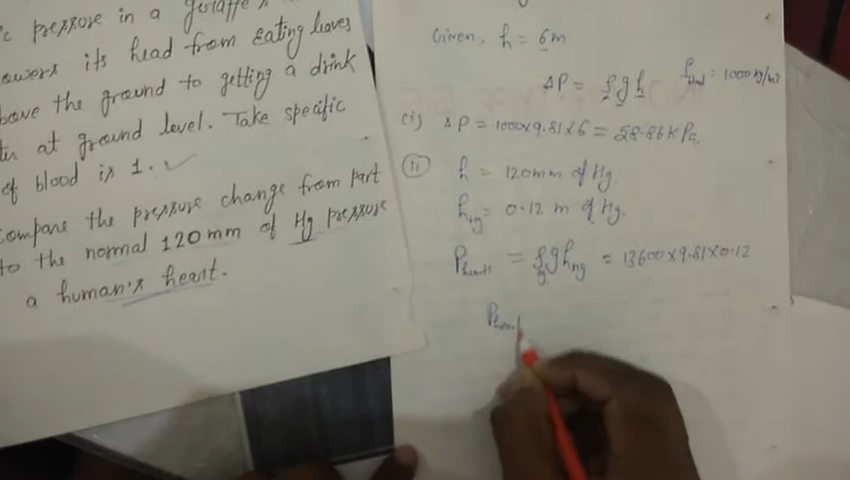 pressure in a giraffe
its head from eating leaves
the ground to getting a drink
at ground level. Take specific
of blood is 1.
compare the pressure change from part
to the normal 120 mm of Hg pressure
a human's heart.
Given, h = 6m
ΔP = ρgh
= 1000 kg/m3
(i) ΔP = 1000×9.81×6 = 58.86 KPa.
(ii) h = 120mm of Hg.
hHg = 0.12 m of Hg.
Pheart = ρghHg = 13600×9.81×0.12